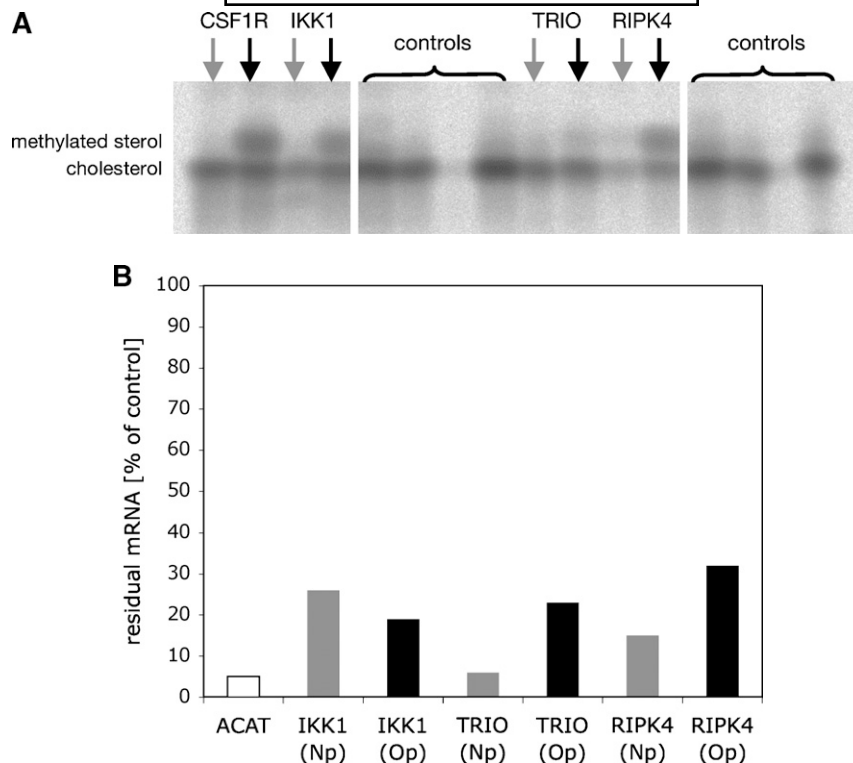 A
CSF1R IKK1 controls TRIO RIPK4 controls
methylated sterol
cholesterol
B
residual mRNA [% of control]
100
90
80
70
60
50
40
30
20
10
0
ACAT IKK1 IKK1 TRIO TRIO RIPK4 RIPK4
(Np) (Op) (Np) (Op) (Np) (Op)